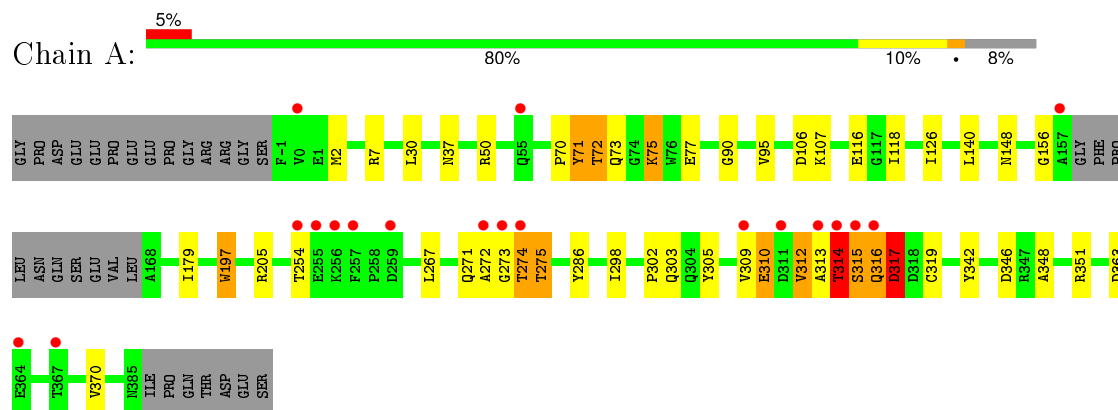 5%
Chain A:
80% 10% • 8%
GLY PRO ASP GLU GLU PRO GLU GLU PRO GLY ARG ARG GLY SER F-1 V0 E1 M2 R7 L30 N37 R50 Q55 P70 Y71 T72 Q73 G74 K75 W76 E77 G90 V95 D106 K107 E116 G117 I118 I126 L140 N148 G156 A157 GLY PHE PRO
LEU ASN GLN SER GLU VAL LEU A168 I179 W197 R205 T254 E255 K256 F257 P258 D259 L267 Q271 A272 G273 T274 T275 Y286 I298 P302 Q303 Q304 Y305 V309 E310 D311 V312 A313 T314 S315 Q316 D317 D318 C319 Y342 D346 R347 A348 R351
E364 T367 V370 N385 ILE PRO GLN THR ASP GLU SER